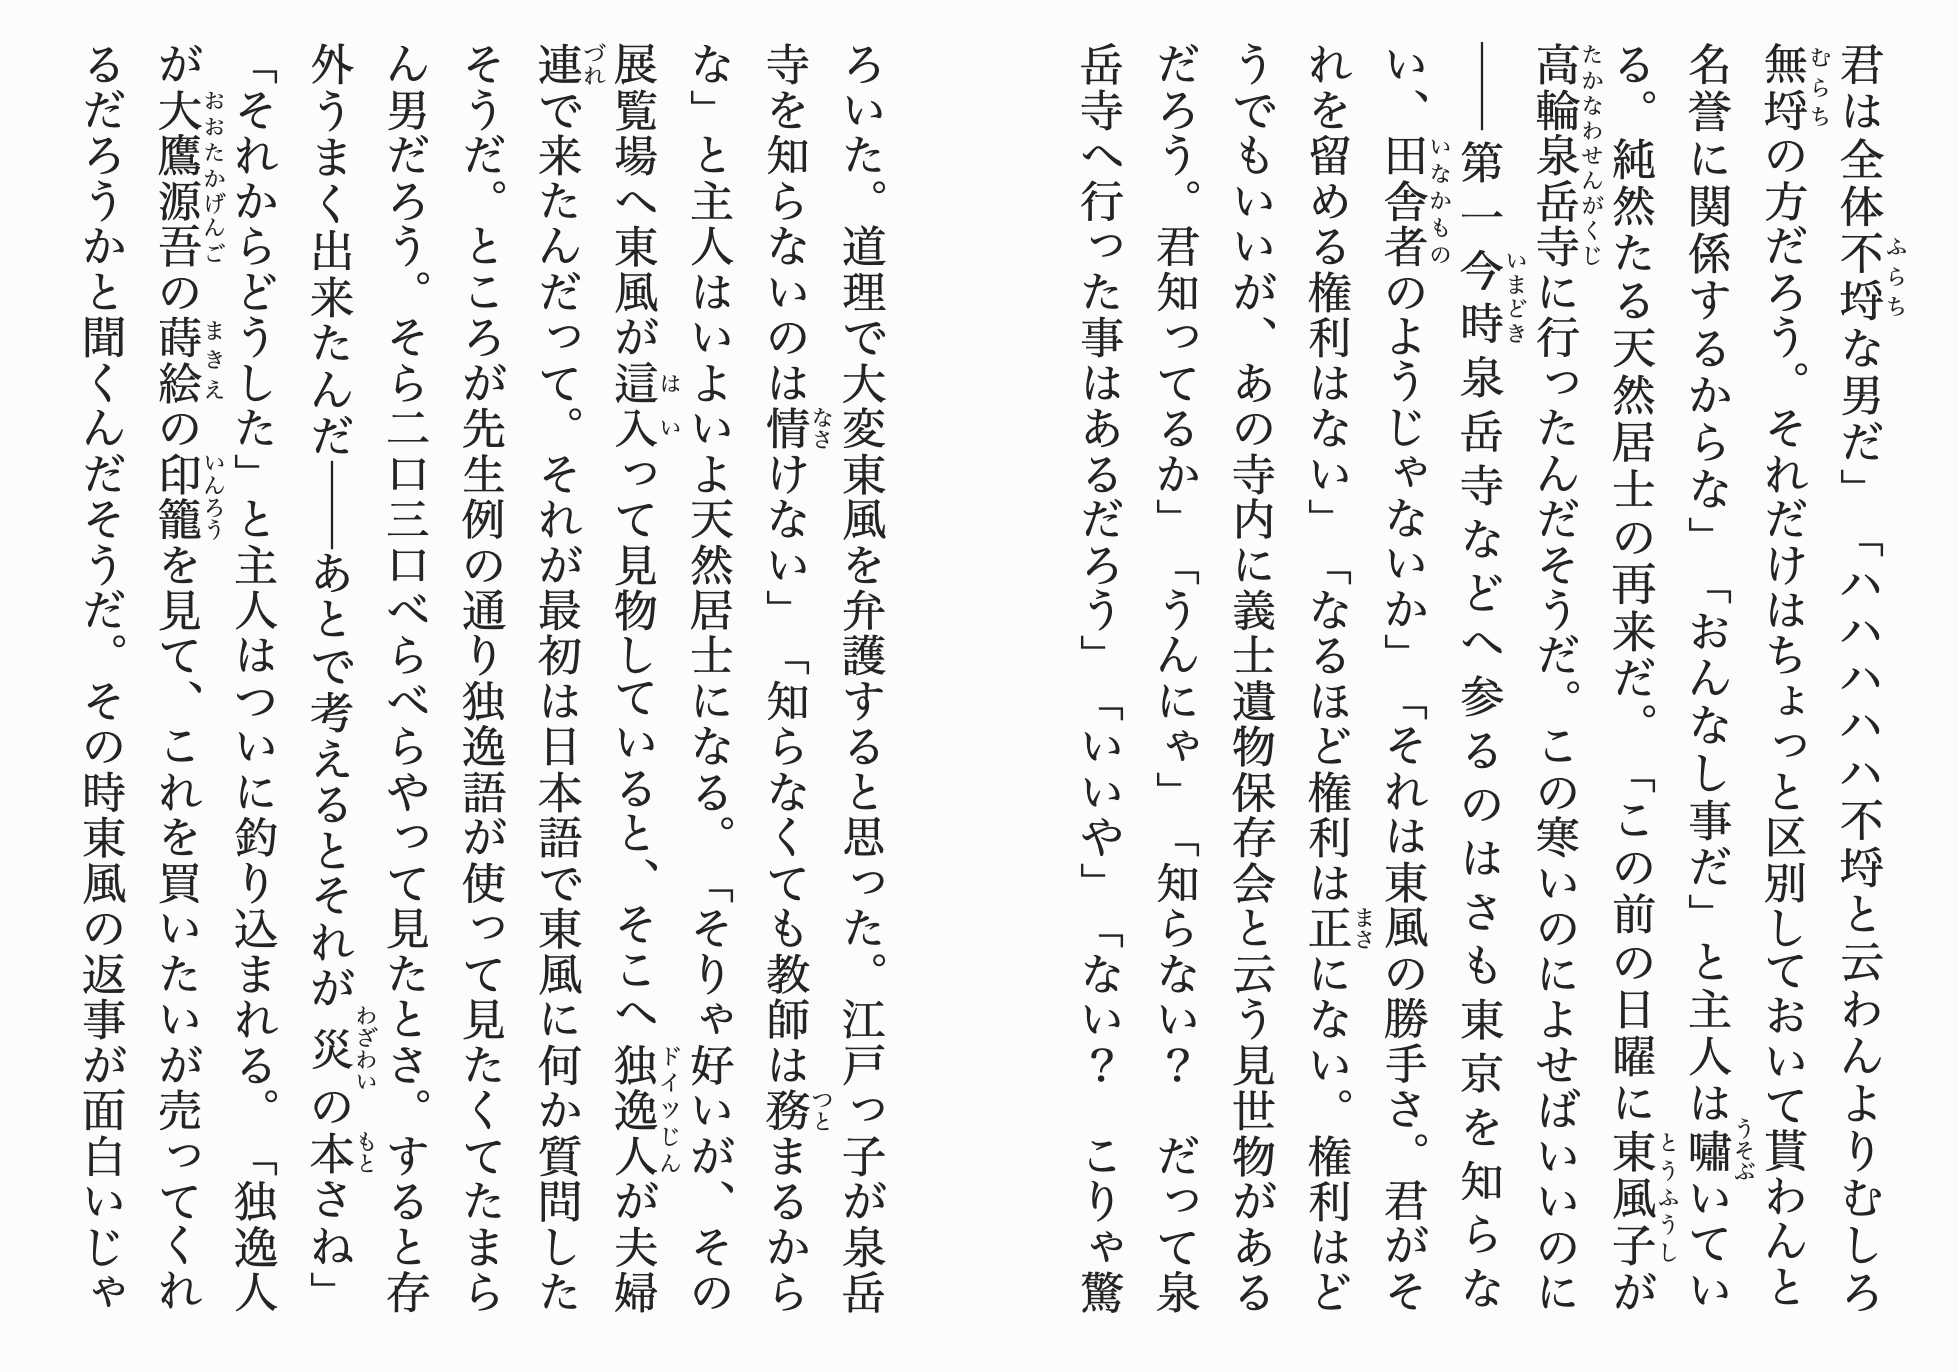 君は全体不埒な男だ」　「ハハハハハ不埒と云わんよりむしろ
無埒の方だろう。それだけはちょっと区別しておいて貰わんと
名誉に関係するからな」　「おんなし事だ」と主人は嘯いてい
る。純然たる天然居士の再来だ。　「この前の日曜に東風子が
高輪泉岳寺に行ったんだそうだ。この寒いのによせばいいのに
――第一今時泉岳寺などへ参るのはさも東京を知らな
い、田舎者のようじゃないか」　「それは東風の勝手さ。君がそ
れを留める権利はない」　「なるほど権利は正にない。権利はど
うでもいいが、あの寺内に義士遺物保存会と云う見世物がある
だろう。君知ってるか」　「うんにゃ」　「知らない？　だって泉
岳寺へ行った事はあるだろう」　「いいや」　「ない？　こりゃ驚
ろいた。道理で大変東風を弁護すると思った。江戸っ子が泉岳
寺を知らないのは情けない」　「知らなくても教師は務まるから
な」と主人はいよいよ天然居士になる。　「そりゃ好いが、その
展覧場へ東風が這入って見物していると、そこへ独逸人が夫婦
連で来たんだって。それが最初は日本語で東風に何か質問した
そうだ。ところが先生例の通り独逸語が使って見たくてたまら
ん男だろう。そら二口三口べらべらやって見たとさ。すると存
外うまく出来たんだ――あとで考えるとそれが災の本さね」
「それからどうした」と主人はついに釣り込まれる。　「独逸人
が大鷹源吾の蒔絵の印籠を見て、これを買いたいが売ってくれ
るだろうかと聞くんだそうだ。その時東風の返事が面白いじゃ